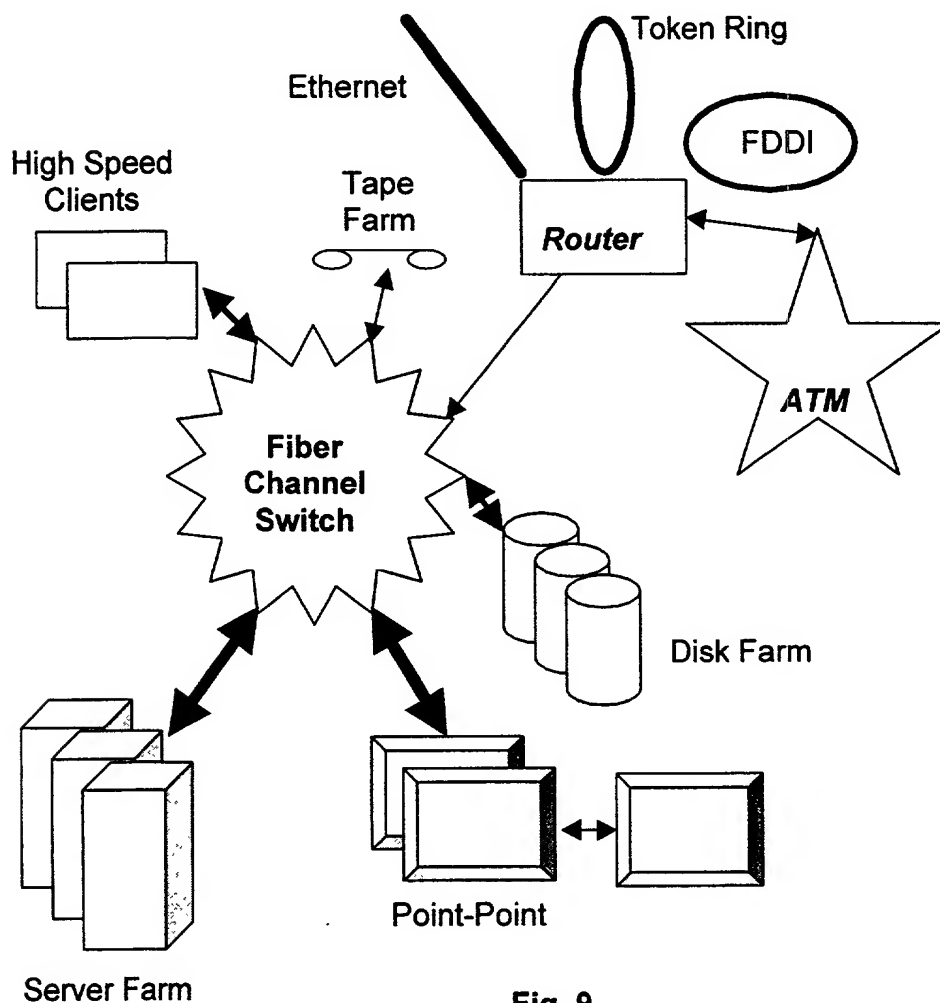 Token Ring
Ethernet
FDDI
High Speed
Clients
Tape
Farm
Router
ATM
Fiber
Channel
Switch
Disk Farm
Point-Point
Server Farm
Fig. 9